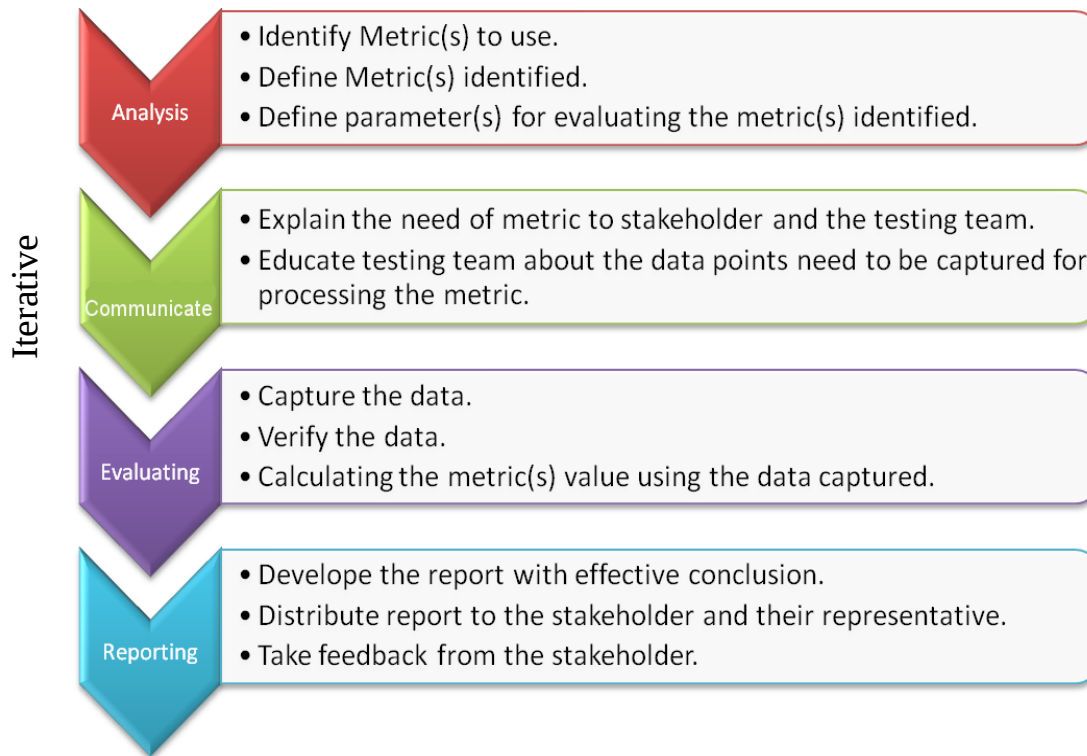 Iterative
Analysis
• Identify Metric(s) to use.
• Define Metric(s) identified.
• Define parameter(s) for evaluating the metric(s) identified.
Communicate
• Explain the need of metric to stakeholder and the testing team.
• Educate testing team about the data points need to be captured for
processing the metric.
Evaluating
• Capture the data.
• Verify the data.
• Calculating the metric(s) value using the data captured.
Reporting
• Develope the report with effective conclusion.
• Distribute report to the stakeholder and their representative.
• Take feedback from the stakeholder.